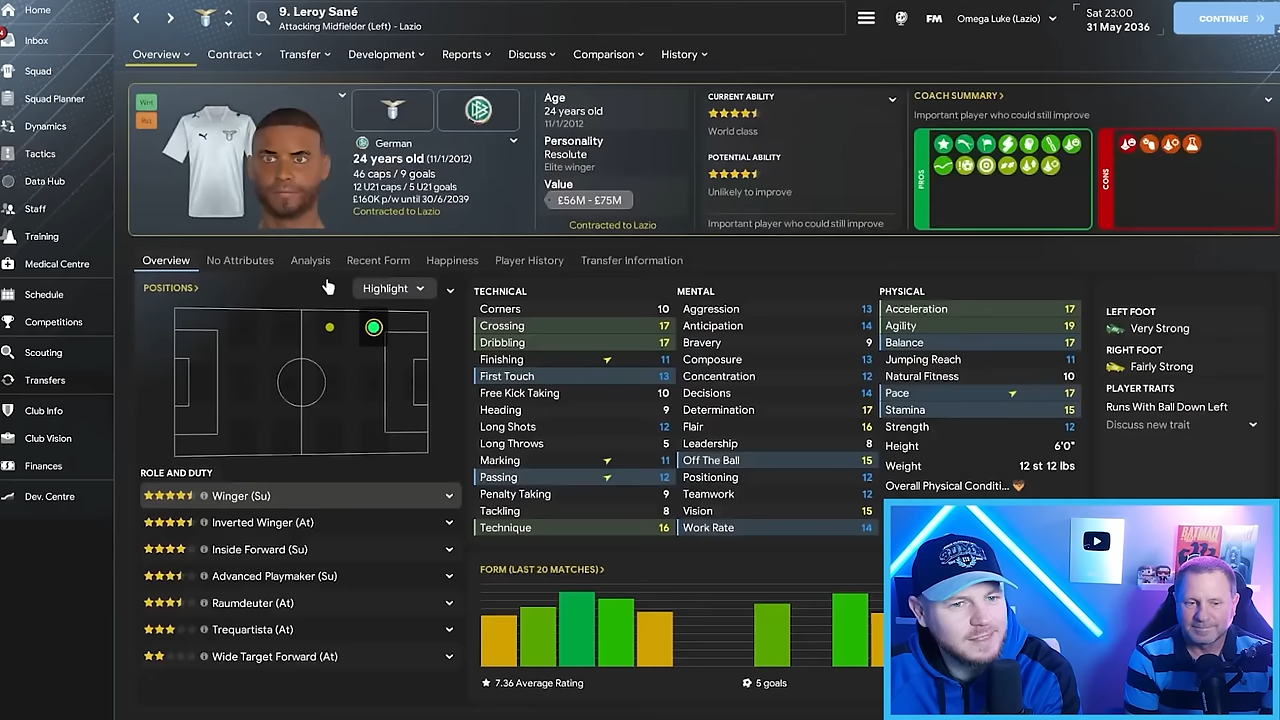 Home
9. Leroy Sané
Attacking Midfielder (Left) - Lazio
FM
Omega Luke (Lazio)
Sat 23:00
31 May 2036
CONTINUE
4
Inbox
Squad
Squad Planner
Dynamics
Tactics
Data Hub
Staff
Training
Medical Centre
Schedule
Competitions
Scouting
Transfers
Club Info
Club Vision
Finances
Dev. Centre
Overview
Contract
Transfer
Development
Reports
Discuss
Comparison
History
Wnt
German
24 years old (11/1/2012)
46 caps / 9 goals
12 U21 caps / 5 U21 goals
£160K p/w until 30/6/2039
Contracted to Lazio
Age
24 years old
11/1/2012
Personality
Resolute
Elite winger
Value
£56M - £75M
Contracted to Lazio
CURRENT ABILITY
World class
POTENTIAL ABILITY
Unlikely to improve
Important player who could still improve
COACH SUMMARY
Important player who could still improve
PROS
CONS
Overview
No Attributes
Analysis
Recent Form
Happiness
Player History
Transfer Information
POSITIONS
Highlight
ROLE AND DUTY
Winger (Su)
Inverted Winger (At)
Inside Forward (Su)
Advanced Playmaker (Su)
Raumdeuter (At)
Trequartista (At)
Wide Target Forward (At)
TECHNICAL
Corners 10
Crossing 17
Dribbling 17
Finishing 11
First Touch 13
Free Kick Taking 10
Heading 9
Long Shots 12
Long Throws 5
Marking 11
Passing 12
Penalty Taking 9
Tackling 8
Technique 16
MENTAL
Aggression 13
Anticipation 14
Bravery 9
Composure 13
Concentration 12
Decisions 14
Determination 17
Flair 16
Leadership 8
Off The Ball 15
Positioning 12
Teamwork 12
Vision 15
Work Rate 14
PHYSICAL
Acceleration 17
Agility 19
Balance 17
Jumping Reach 11
Natural Fitness 10
Pace 17
Stamina 15
Strength 12
Height 6'0"
Weight 12 st 12 lbs
Overall Physical Conditi...
LEFT FOOT
Very Strong
RIGHT FOOT
Fairly Strong
PLAYER TRAITS
Runs With Ball Down Left
Discuss new trait
FORM (LAST 20 MATCHES)
7.36 Average Rating
5 goals
BATMAN